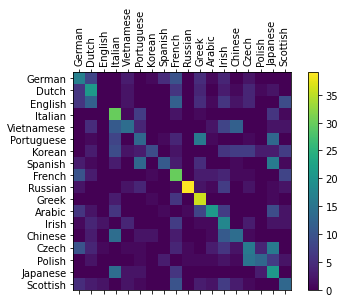 German
Dutch
English
Italian
Vietnamese
Portuguese
Korean
Spanish
French
Russian
Greek
Arabic
Irish
Chinese
Czech
Polish
Japanese
Scottish
German
Dutch
English
Italian
Vietnamese
Portuguese
Korean
Spanish
French
Russian
Greek
Arabic
Irish
Chinese
Czech
Polish
Japanese
Scottish
35
30
25
20
15
10
5
0